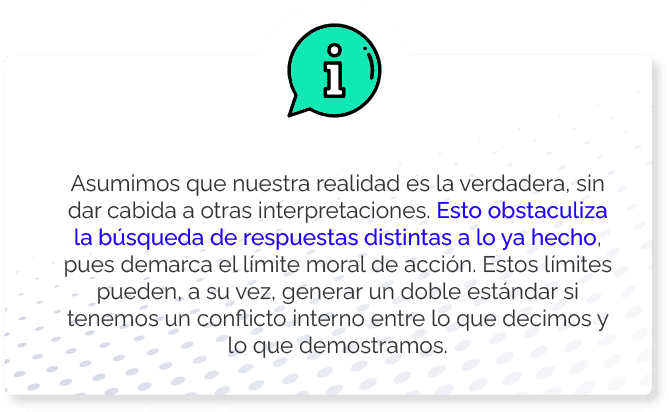 Asumimos que nuestra realidad es la verdadera, sin
dar cabida a otras interpretaciones. Esto obstaculiza
la búsqueda de respuestas distintas a lo ya hecho,
pues demarca el límite moral de acción. Estos límites
pueden, a su vez, generar un doble estándar si
tenemos un conflicto interno entre lo que decimos y
lo que demostramos.